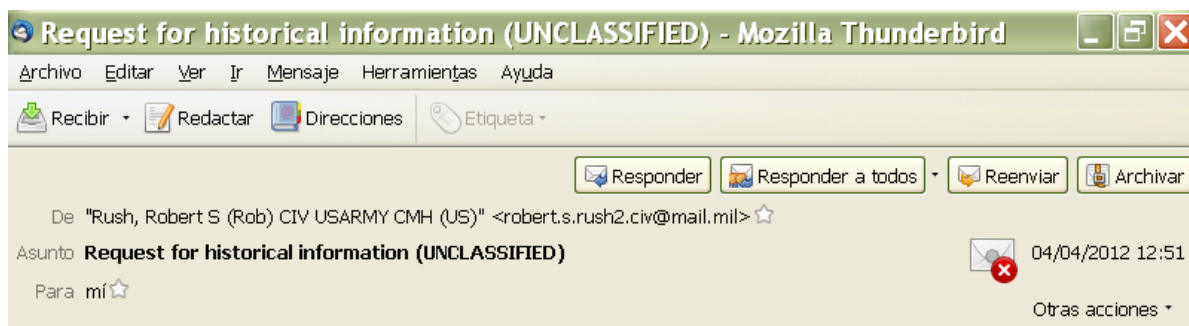 Request for historical information (UNCLASSIFIED) - Mozilla Thunderbird
Archivo Editar Ver Ir Mensaje Herramientas Ayuda
Recibir Redactar Direcciones Etiqueta
Responder Responder a todos Reenviar Archivar
De "Rush, Robert S (Rob) CIV USARMY CMH (US)" <robert.s.rush2.civ@mail.mil>
Asunto Request for historical information (UNCLASSIFIED) 04/04/2012 12:51
Para mí
Otras acciones